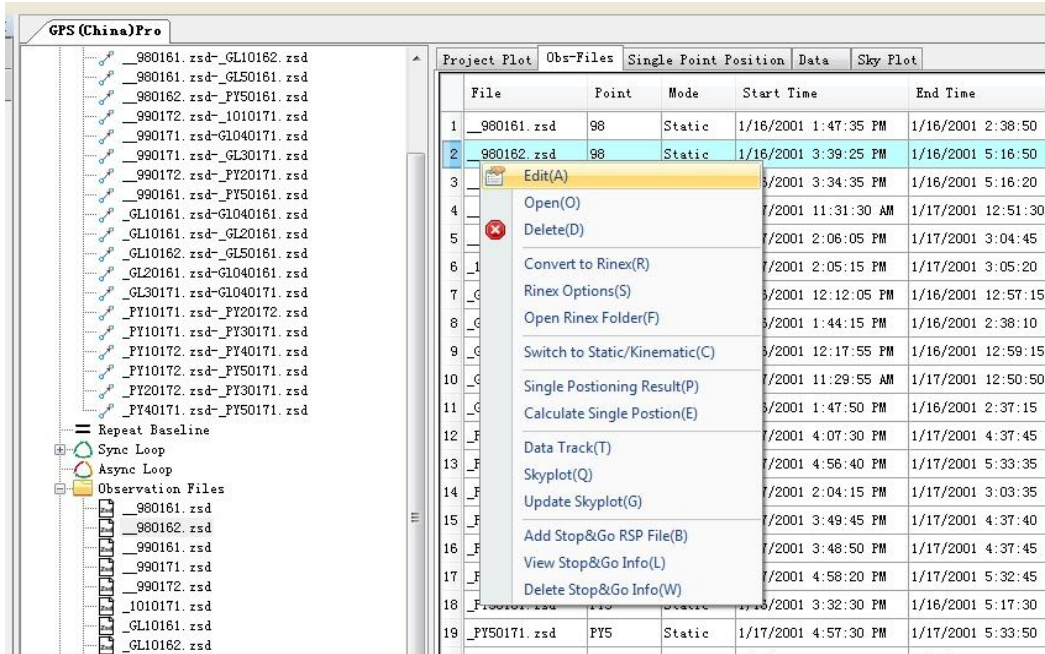 GPS(China)Pro
__980161.zsd-_GL10162.zsd
__980161.zsd-_GL50161.zsd
__980162.zsd-_PY50161.zsd
__990172.zsd-_1010171.zsd
__990171.zsd-Gl040171.zsd
__990171.zsd-_GL30171.zsd
__990172.zsd-_PY20171.zsd
__990161.zsd-_PY50161.zsd
_GL10161.zsd-Gl040161.zsd
_GL10161.zsd-_GL20161.zsd
_GL10162.zsd-_GL50161.zsd
_GL20161.zsd-Gl040161.zsd
_GL30171.zsd-Gl040171.zsd
_PY10171.zsd-_PY20172.zsd
_PY10171.zsd-_PY30171.zsd
_PY10172.zsd-_PY40171.zsd
_PY10172.zsd-_PY50171.zsd
_PY20172.zsd-_PY30171.zsd
_PY40171.zsd-_PY50171.zsd
Repeat Baseline
Sync Loop
Async Loop
Observation Files
__980161.zsd
__980162.zsd
__990161.zsd
__990171.zsd
__990172.zsd
_1010171.zsd
_GL10161.zsd
_GL10162.zsd
Project Plot Obs-Files Single Point Position Data Sky Plot
File Point Mode Start Time End Time
1 __980161.zsd 98 Static 1/16/2001 1:47:35 PM 1/16/2001 2:38:50
2 __980162.zsd 98 Static 1/16/2001 3:39:25 PM 1/16/2001 5:16:50
3 /2001 3:34:35 PM 1/16/2001 5:16:20
4 /2001 11:31:30 AM 1/17/2001 12:51:30
5 /2001 2:06:05 PM 1/17/2001 3:04:45
6 /2001 2:05:15 PM 1/17/2001 3:05:20
7 /2001 12:12:05 PM 1/16/2001 12:57:15
8 /2001 1:44:15 PM 1/16/2001 2:38:10
9 /2001 12:17:55 PM 1/16/2001 12:59:15
10 /2001 11:29:55 AM 1/17/2001 12:50:50
11 /2001 1:47:50 PM 1/16/2001 2:37:15
12 /2001 4:07:30 PM 1/17/2001 4:37:45
13 /2001 4:56:40 PM 1/17/2001 5:33:35
14 /2001 2:04:15 PM 1/17/2001 3:03:35
15 /2001 3:49:45 PM 1/17/2001 4:37:40
16 /2001 3:48:50 PM 1/17/2001 4:37:45
17 /2001 4:58:20 PM 1/17/2001 5:32:45
18 /2001 3:32:30 PM 1/16/2001 5:17:30
19 _PY50171.zsd PY5 Static 1/17/2001 4:57:30 PM 1/17/2001 5:33:50
Edit(A)
Open(O)
Delete(D)
Convert to Rinex(R)
Rinex Options(S)
Open Rinex Folder(F)
Switch to Static/Kinematic(C)
Single Postioning Result(P)
Calculate Single Postion(E)
Data Track(T)
Skyplot(Q)
Update Skyplot(G)
Add Stop&Go RSP File(B)
View Stop&Go Info(L)
Delete Stop&Go Info(W)